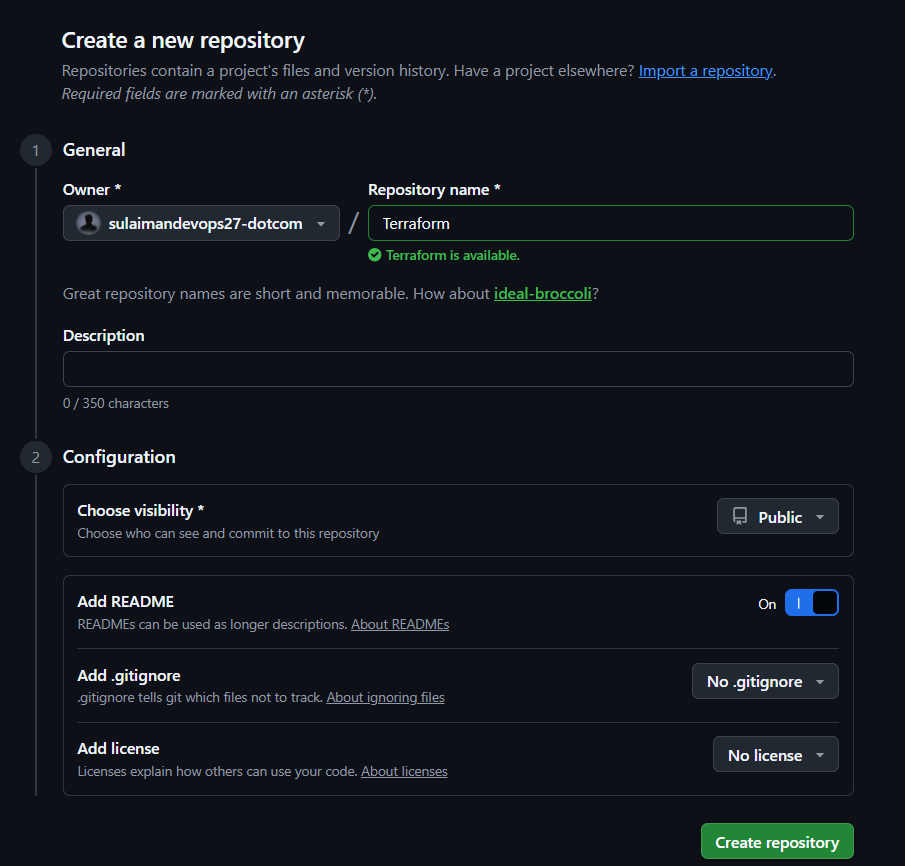 Create a new repository
Repositories contain a project's files and version history. Have a project elsewhere? Import a repository.
Required fields are marked with an asterisk (*).
1 General
Owner * Repository name *
sulaimandevops27-dotcom / Terraform
Terraform is available.
Great repository names are short and memorable. How about ideal-broccoli?
Description
0 / 350 characters
2 Configuration
Choose visibility *
Choose who can see and commit to this repository
Public
Add README
READMEs can be used as longer descriptions. About READMEs
On
Add .gitignore
.gitignore tells git which files not to track. About ignoring files
No .gitignore
Add license
Licenses explain how others can use your code. About licenses
No license
Create repository